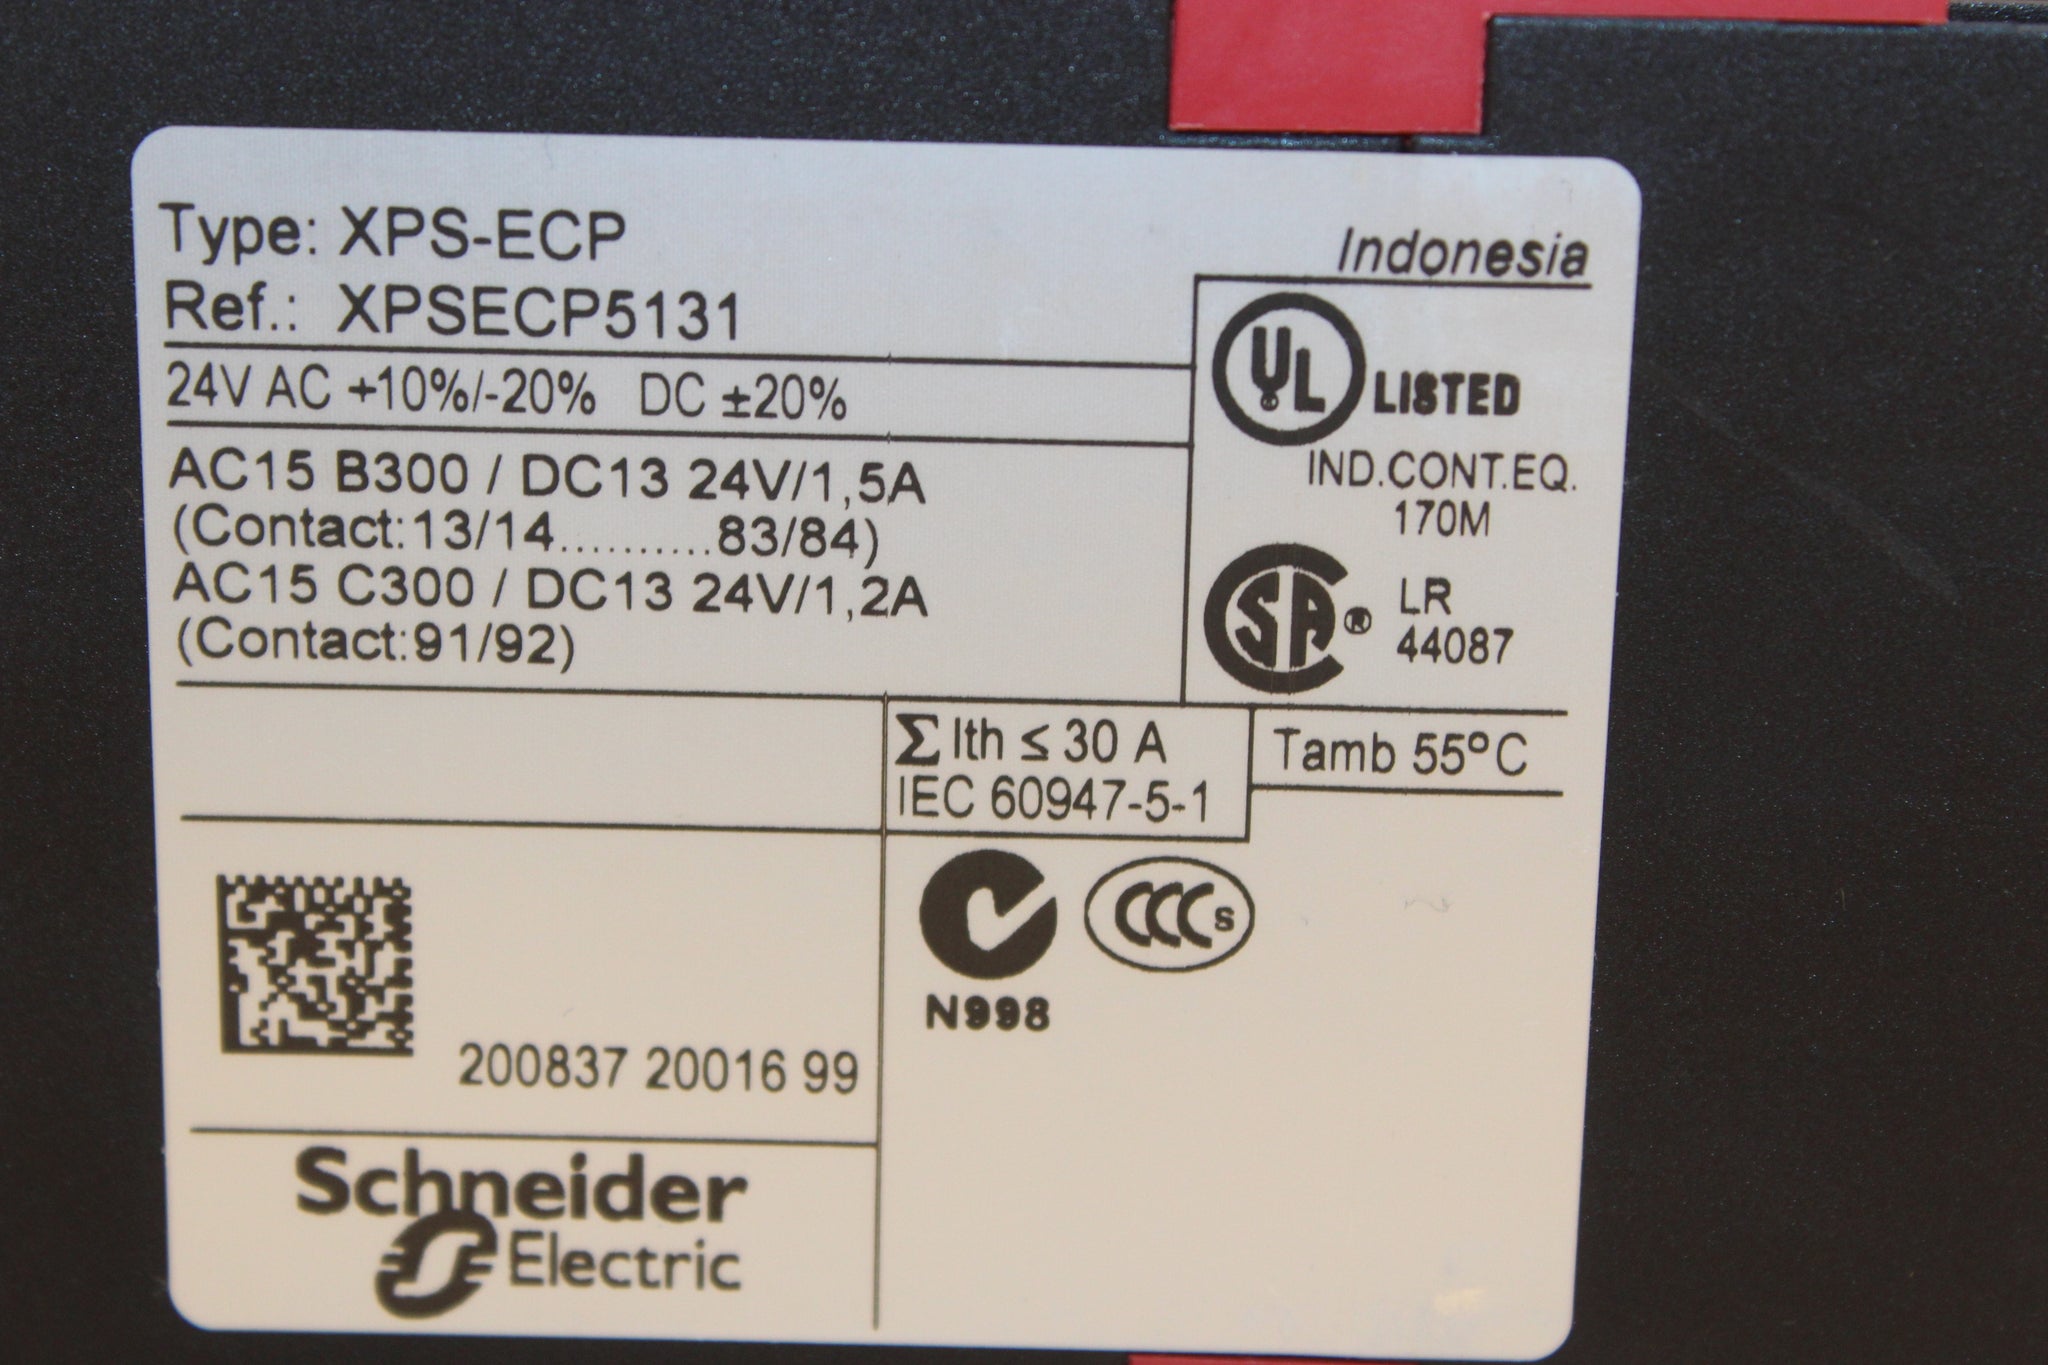 Type: XPS-ECP
Ref.: XPSECP5131
Indonesia
24V AC +10%/-20% DC ±20%
AC15 B300 / DC13 24V/1,5A
(Contact:13/14..........83/84)
AC15 C300 / DC13 24V/1,2A
(Contact:91/92)
UL LISTED
IND.CONT.EQ.
170M
CSA ® LR
44087
Σ Ith ≤ 30 A
IEC 60947-5-1
Tamb 55°C
CCC S
N998
200837 20016 99
Schneider
Electric